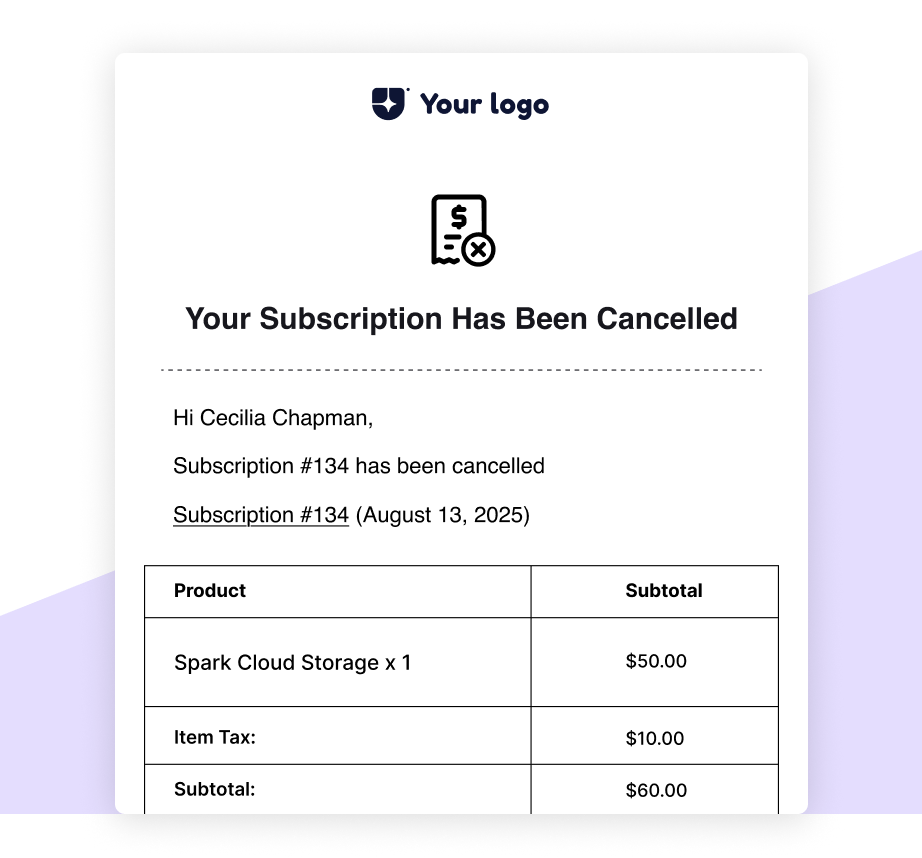 Your logo
$
Your Subscription Has Been Cancelled
Hi Cecilia Chapman,
Subscription #134 has been cancelled
Subscription #134 (August 13, 2025)
Product Subtotal
Spark Cloud Storage x 1 $50.00
Item Tax: $10.00
Subtotal: $60.00